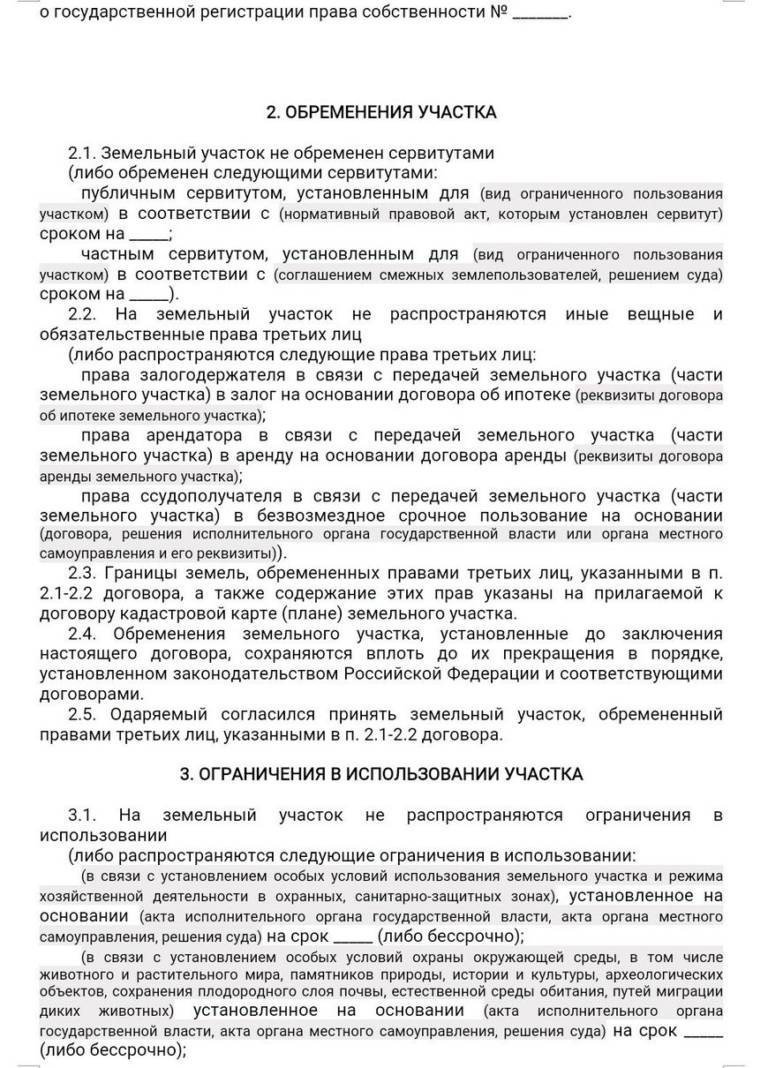 о государственной регистрации права собственности № _______.
2. ОБРЕМЕНЕНИЯ УЧАСТКА
2.1. Земельный участок не обременен сервитутами
(либо обременен следующими сервитутами:
публичным сервитутом, установленным для (вид ограниченного пользования
участком) в соответствии с (нормативный правовой акт, которым установлен сервитут)
сроком на _____;
частным сервитутом, установленным для (вид ограниченного пользования
участком) в соответствии с (соглашением смежных землепользователей, решением суда)
сроком на _____).
2.2. На земельный участок не распространяются иные вещные и
обязательственные права третьих лиц
(либо распространяются следующие права третьих лиц:
права залогодержателя в связи с передачей земельного участка (части
земельного участка) в залог на основании договора об ипотеке (реквизиты договора
об ипотеке земельного участка);
права арендатора в связи с передачей земельного участка (части
земельного участка) в аренду на основании договора аренды (реквизиты договора
аренды земельного участка);
права ссудополучателя в связи с передачей земельного участка (части
земельного участка) в безвозмездное срочное пользование на основании
(договора, решения исполнительного органа государственной власти или органа местного
самоуправления и его реквизиты)).
2.3. Границы земель, обремененных правами третьих лиц, указанными в п.
2.1-2.2 договора, а также содержание этих прав указаны на прилагаемой к
договору кадастровой карте (плане) земельного участка.
2.4. Обременения земельного участка, установленные до заключения
настоящего договора, сохраняются вплоть до их прекращения в порядке,
установленном законодательством Российской Федерации и соответствующими
договорами.
2.5. Одаряемый согласился принять земельный участок, обремененный
правами третьих лиц, указанными в п. 2.1-2.2 договора.
3. ОГРАНИЧЕНИЯ В ИСПОЛЬЗОВАНИИ УЧАСТКА
3.1. На земельный участок не распространяются ограничения в
использовании
(либо распространяются следующие ограничения в использовании:
(в связи с установлением особых условий использования земельного участка и режима
хозяйственной деятельности в охранных, санитарно-защитных зонах), установленное на
основании (акта исполнительного органа государственной власти, акта органа местного
самоуправления, решения суда) на срок _____ (либо бессрочно);
(в связи с установлением особых условий охраны окружающей среды, в том числе
животного и растительного мира, памятников природы, истории и культуры, археологических
объектов, сохранения плодородного слоя почвы, естественной среды обитания, путей миграции
диких животных) установленное на основании (акта исполнительного органа
государственной власти, акта органа местного самоуправления, решения суда) на срок _____
(либо бессрочно);